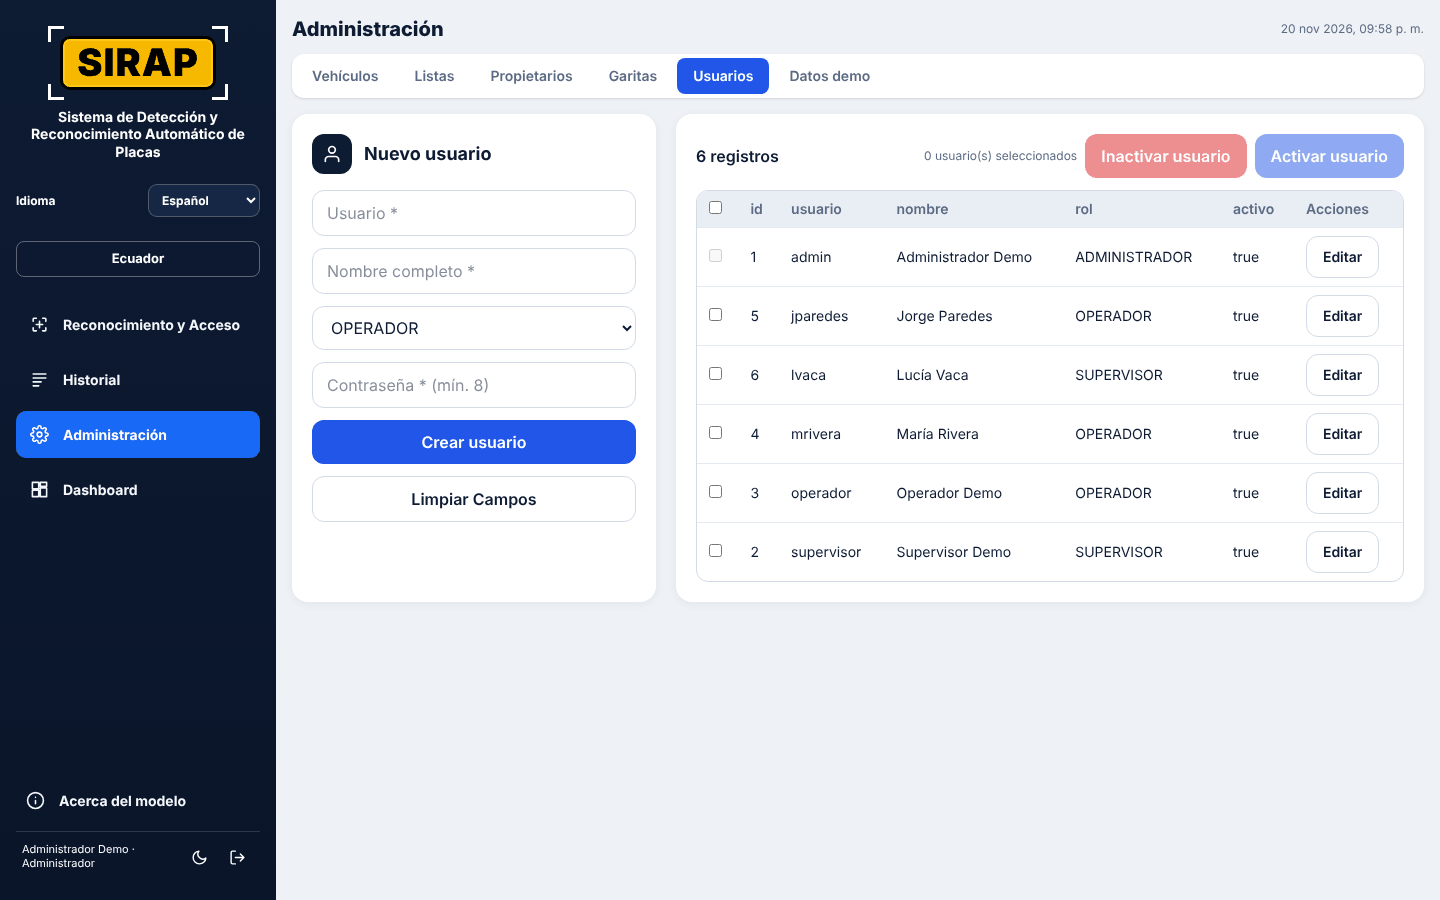 SIRAP
Sistema de Detección y
Reconocimiento Automático de
Placas
Idioma
Español
Ecuador
Reconocimiento y Acceso
Historial
Administración
Dashboard
Acerca del modelo
Administrador Demo ·
Administrador
Administración
20 nov 2026, 09:58 p. m.
Vehículos Listas Propietarios Garitas Usuarios Datos demo
Nuevo usuario
Usuario *
Nombre completo *
OPERADOR
Contraseña * (mín. 8)
Crear usuario
Limpiar Campos
6 registros 0 usuario(s) seleccionados Inactivar usuario Activar usuario
id usuario nombre rol activo Acciones
1 admin Administrador Demo ADMINISTRADOR true Editar
5 jparedes Jorge Paredes OPERADOR true Editar
6 lvaca Lucía Vaca SUPERVISOR true Editar
4 mrivera María Rivera OPERADOR true Editar
3 operador Operador Demo OPERADOR true Editar
2 supervisor Supervisor Demo SUPERVISOR true Editar